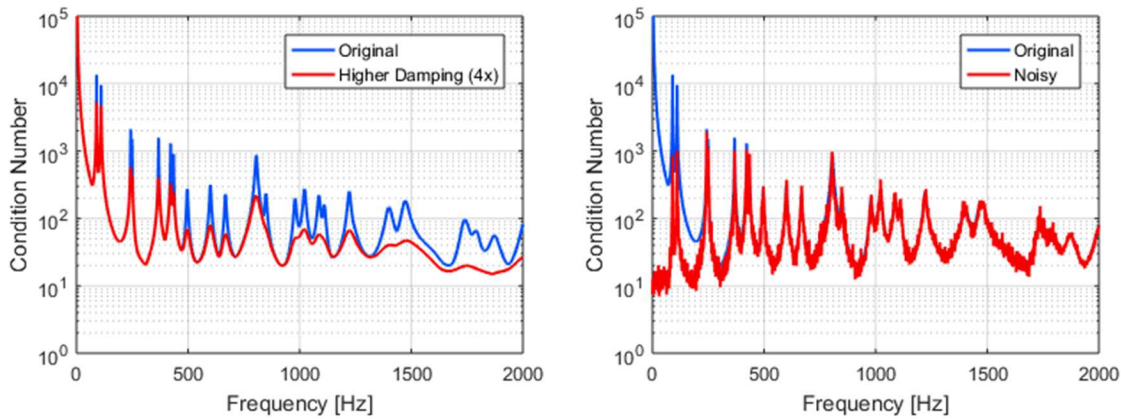 10^5
10^4
10^3
10^2
10^1
10^0
Condition Number
0
500
1000
1500
2000
Frequency [Hz]
Original
Higher Damping (4x)
10^5
10^4
10^3
10^2
10^1
10^0
Condition Number
0
500
1000
1500
2000
Frequency [Hz]
Original
Noisy